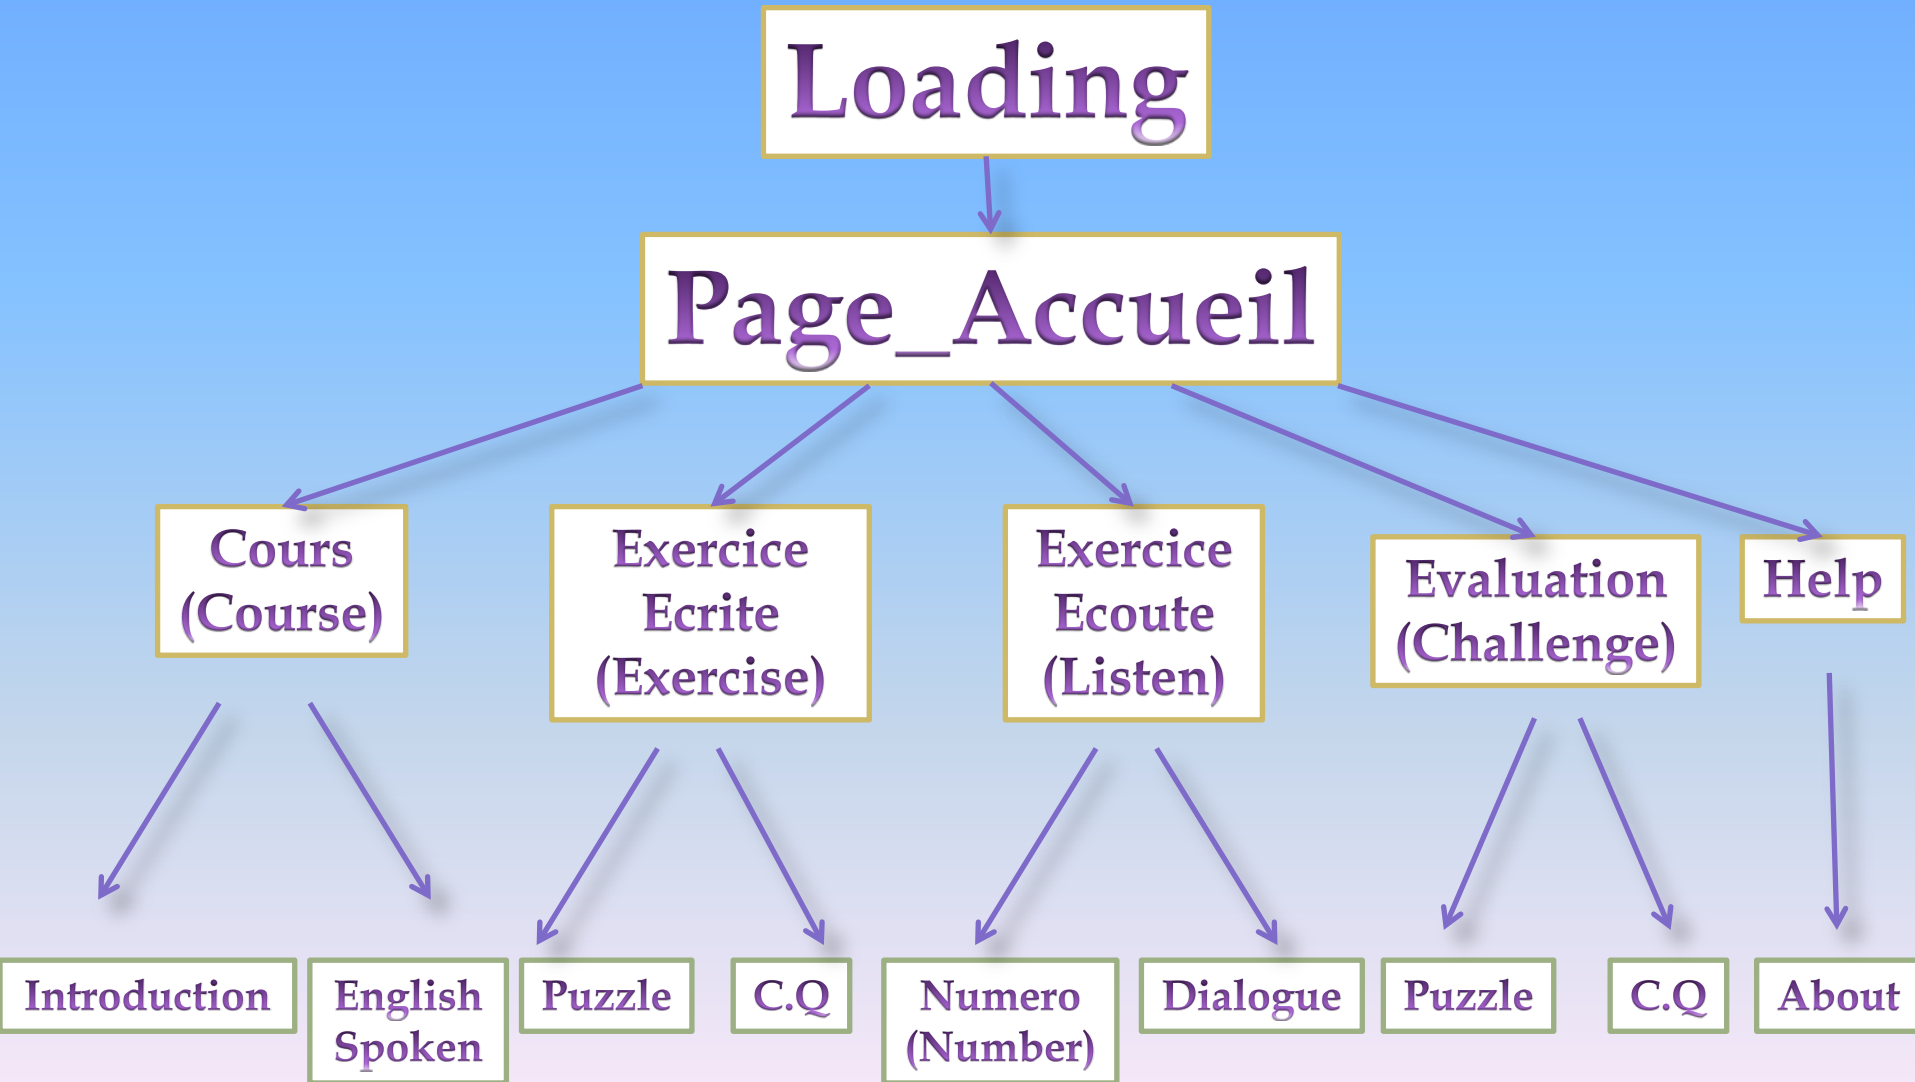 Loading
Page_Accueil
Cours
(Course)
Exercice
Ecrite
(Exercise)
Exercice
Ecoute
(Listen)
Evaluation
(Challenge)
Help
Introduction
English
Spoken
Puzzle
C.Q
Numero
(Number)
Dialogue
Puzzle
C.Q
About